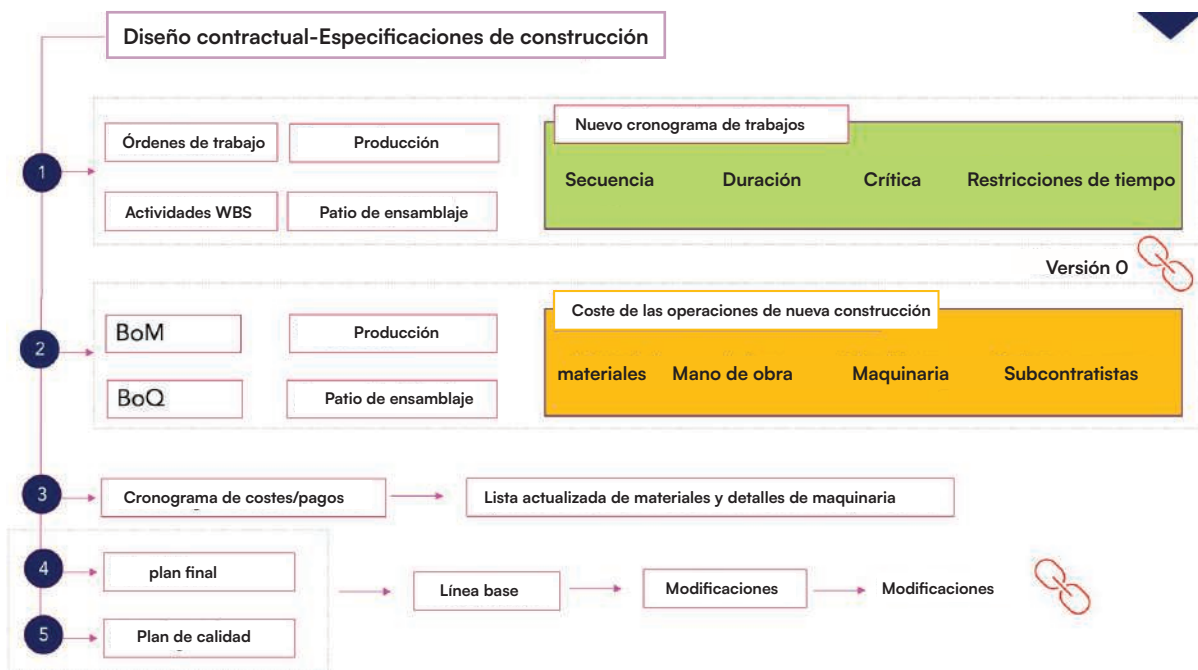 Diseño contractual-Especificaciones de construcción
1
Órdenes de trabajo
Producción
Actividades WBS
Patio de ensamblaje
Nuevo cronograma de trabajos
Secuencia
Duración
Crítica
Restricciones de tiempo
Versión 0
2
BoM
Producción
BoQ
Patio de ensamblaje
Coste de las operaciones de nueva construcción
materiales
Mano de obra
Maquinaria
Subcontratistas
3
Cronograma de costes/pagos
Lista actualizada de materiales y detalles de maquinaria
4
plan final
5
Plan de calidad
Línea base
Modificaciones
Modificaciones